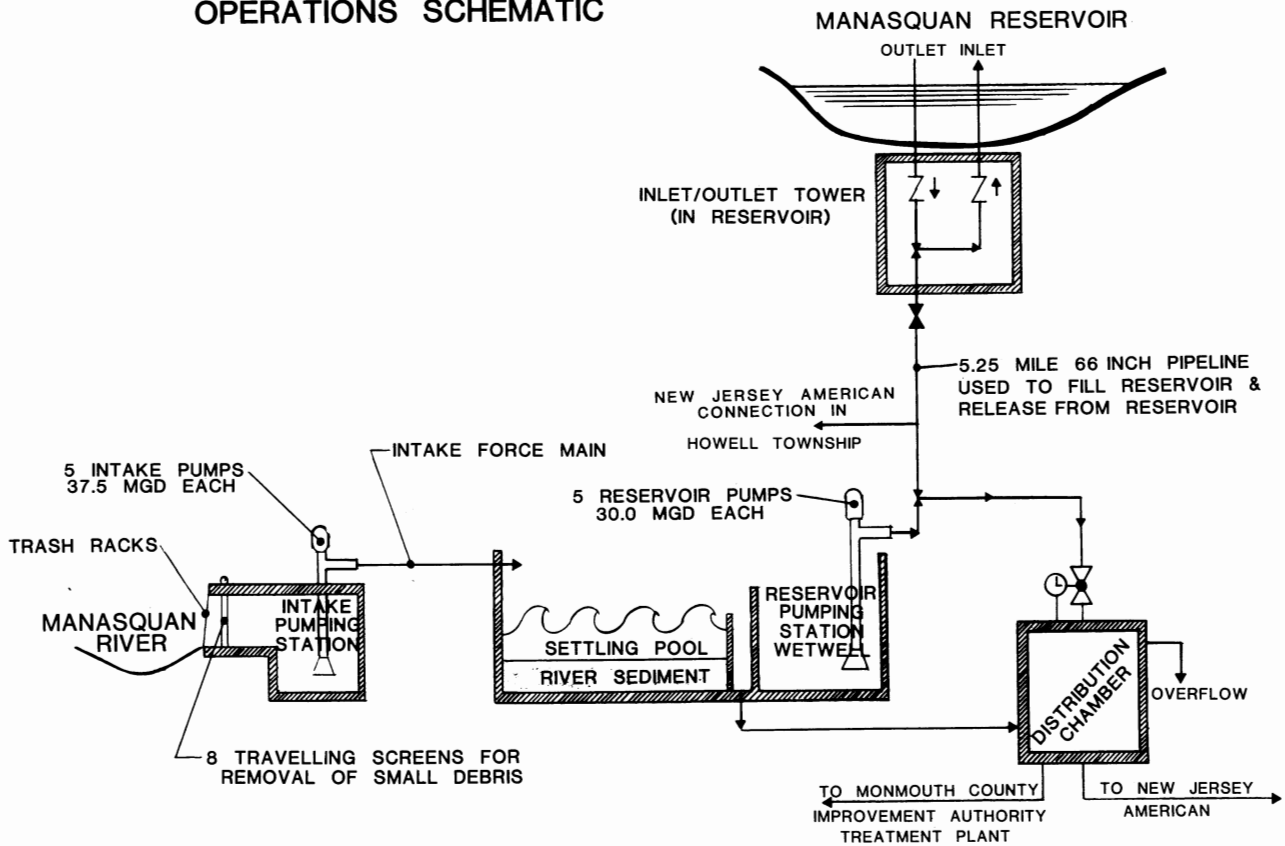 OPERATIONS SCHEMATIC
MANASQUAN RESERVOIR
OUTLET INLET
INLET/OUTLET TOWER
(IN RESERVOIR)
5.25 MILE 66 INCH PIPELINE
USED TO FILL RESERVOIR &
RELEASE FROM RESERVOIR
NEW JERSEY AMERICAN
CONNECTION IN
HOWELL TOWNSHIP
INTAKE FORCE MAIN
5 INTAKE PUMPS
37.5 MGD EACH
5 RESERVOIR PUMPS
30.0 MGD EACH
TRASH RACKS
MANASQUAN
RIVER
INTAKE
PUMPING
STATION
RESERVOIR
PUMPING
STATION
WETWELL
SETTLING POOL
RIVER SEDIMENT
DISTRIBUTION
CHAMBER
OVERFLOW
8 TRAVELLING SCREENS FOR
REMOVAL OF SMALL DEBRIS
TO MONMOUTH COUNTY
IMPROVEMENT AUTHORITY
TREATMENT PLANT
TO NEW JERSEY
AMERICAN